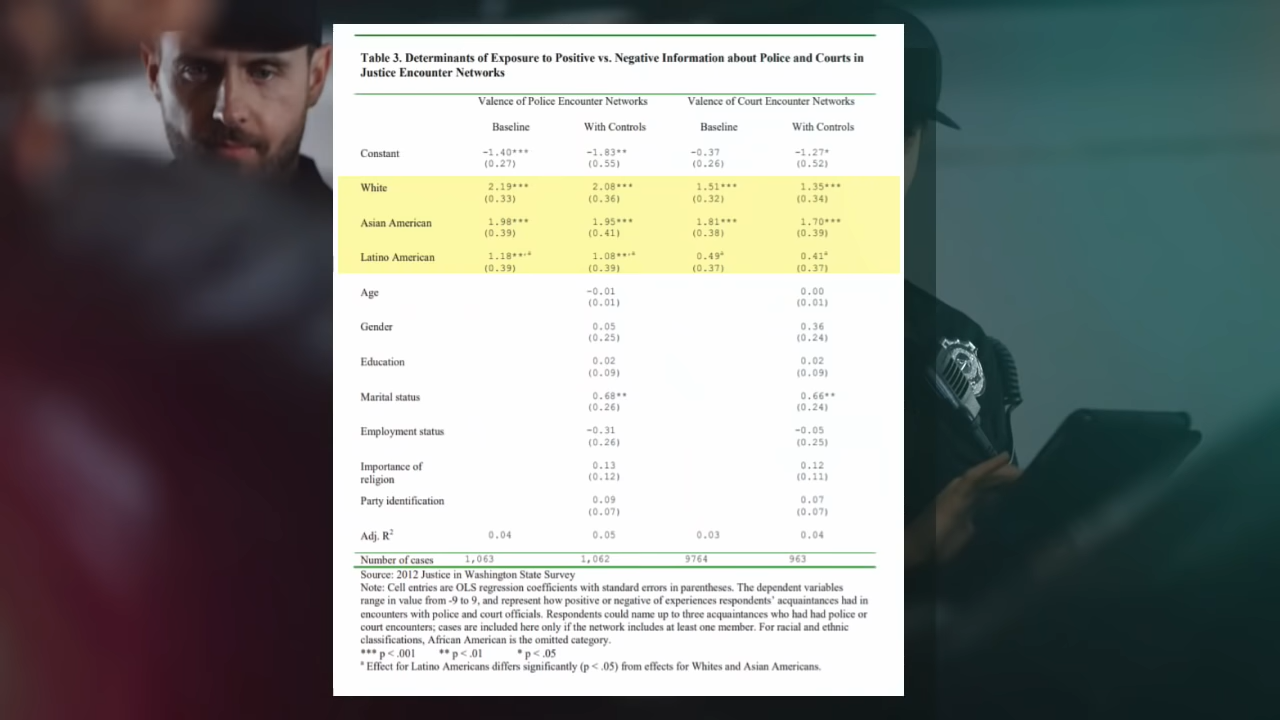 Table 3. Determinants of Exposure to Positive vs. Negative Information about Police and Courts in
Justice Encounter Networks
Valence of Police Encounter Networks Valence of Court Encounter Networks
Baseline With Controls Baseline With Controls
Constant -1.40*** -1.83** -0.37 -1.27*
(0.27) (0.55) (0.26) (0.52)
White 2.19*** 2.08*** 1.51*** 1.35***
(0.33) (0.36) (0.32) (0.34)
Asian American 1.98*** 1.95*** 1.81*** 1.70***
(0.39) (0.41) (0.38) (0.39)
Latino American 1.18**,a 1.08**,a 0.49a 0.41a
(0.39) (0.39) (0.37) (0.37)
Age -0.01 0.00
(0.01) (0.01)
Gender 0.05 0.36
(0.25) (0.24)
Education 0.02 0.02
(0.09) (0.09)
Marital status 0.68** 0.66**
(0.26) (0.24)
Employment status -0.31 -0.05
(0.26) (0.25)
Importance of 0.13 0.12
religion (0.12) (0.11)
Party identification 0.09 0.07
(0.07) (0.07)
Adj. R² 0.04 0.05 0.03 0.04
Number of cases 1,063 1,062 9764 963
Source: 2012 Justice in Washington State Survey
Note: Cell entries are OLS regression coefficients with standard errors in parentheses. The dependent variables
range in value from -9 to 9, and represent how positive or negative of experiences respondents' acquaintances had in
encounters with police and court officials. Respondents could name up to three acquaintances who had had police or
court encounters; cases are included here only if the network includes at least one member. For racial and ethnic
classifications, African American is the omitted category.
*** p < .001 ** p < .01 * p < .05
a Effect for Latino Americans differs significantly (p < .05) from effects for Whites and Asian Americans.